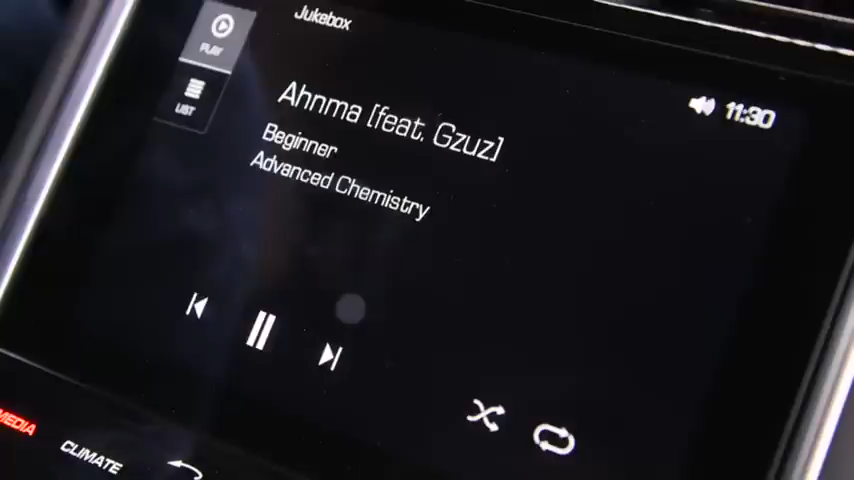 Jukebox
PLAY
LIST
11:30
Ahnma [feat. Gzuz]
Beginner
Advanced Chemistry
MEDIA
CLIMATE